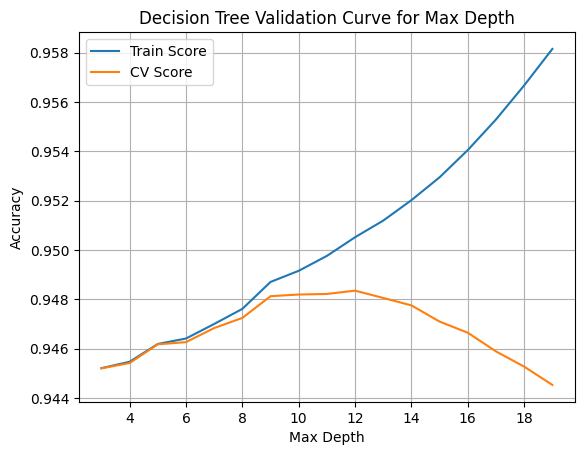 Decision Tree Validation Curve for Max Depth
Train Score
CV Score
0.958
0.956
0.954
0.952
0.950
0.948
0.946
0.944
Accuracy
4 6 8 10 12 14 16 18
Max Depth